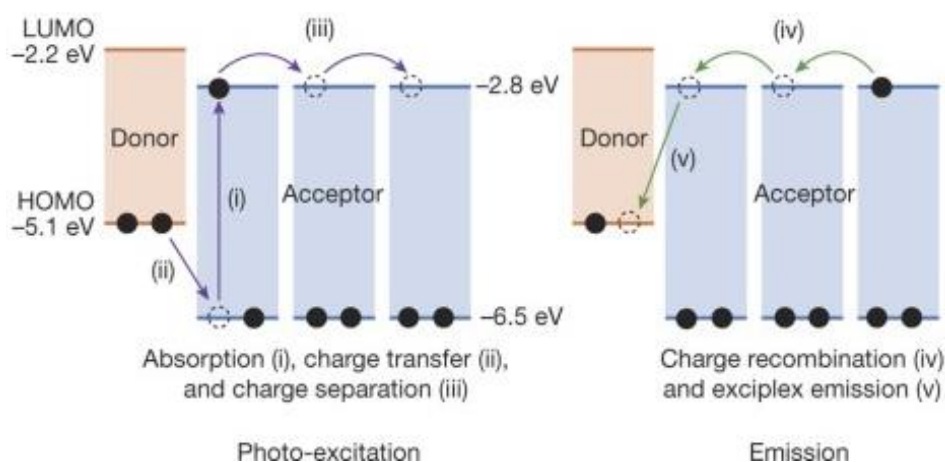 LUMO
–2.2 eV
(iii)
–2.8 eV
Donor
HOMO
–5.1 eV
(i)
Acceptor
(ii)
–6.5 eV
Absorption (i), charge transfer (ii),
and charge separation (iii)
Photo-excitation
(iv)
Donor
(v)
Acceptor
Charge recombination (iv)
and exciplex emission (v)
Emission